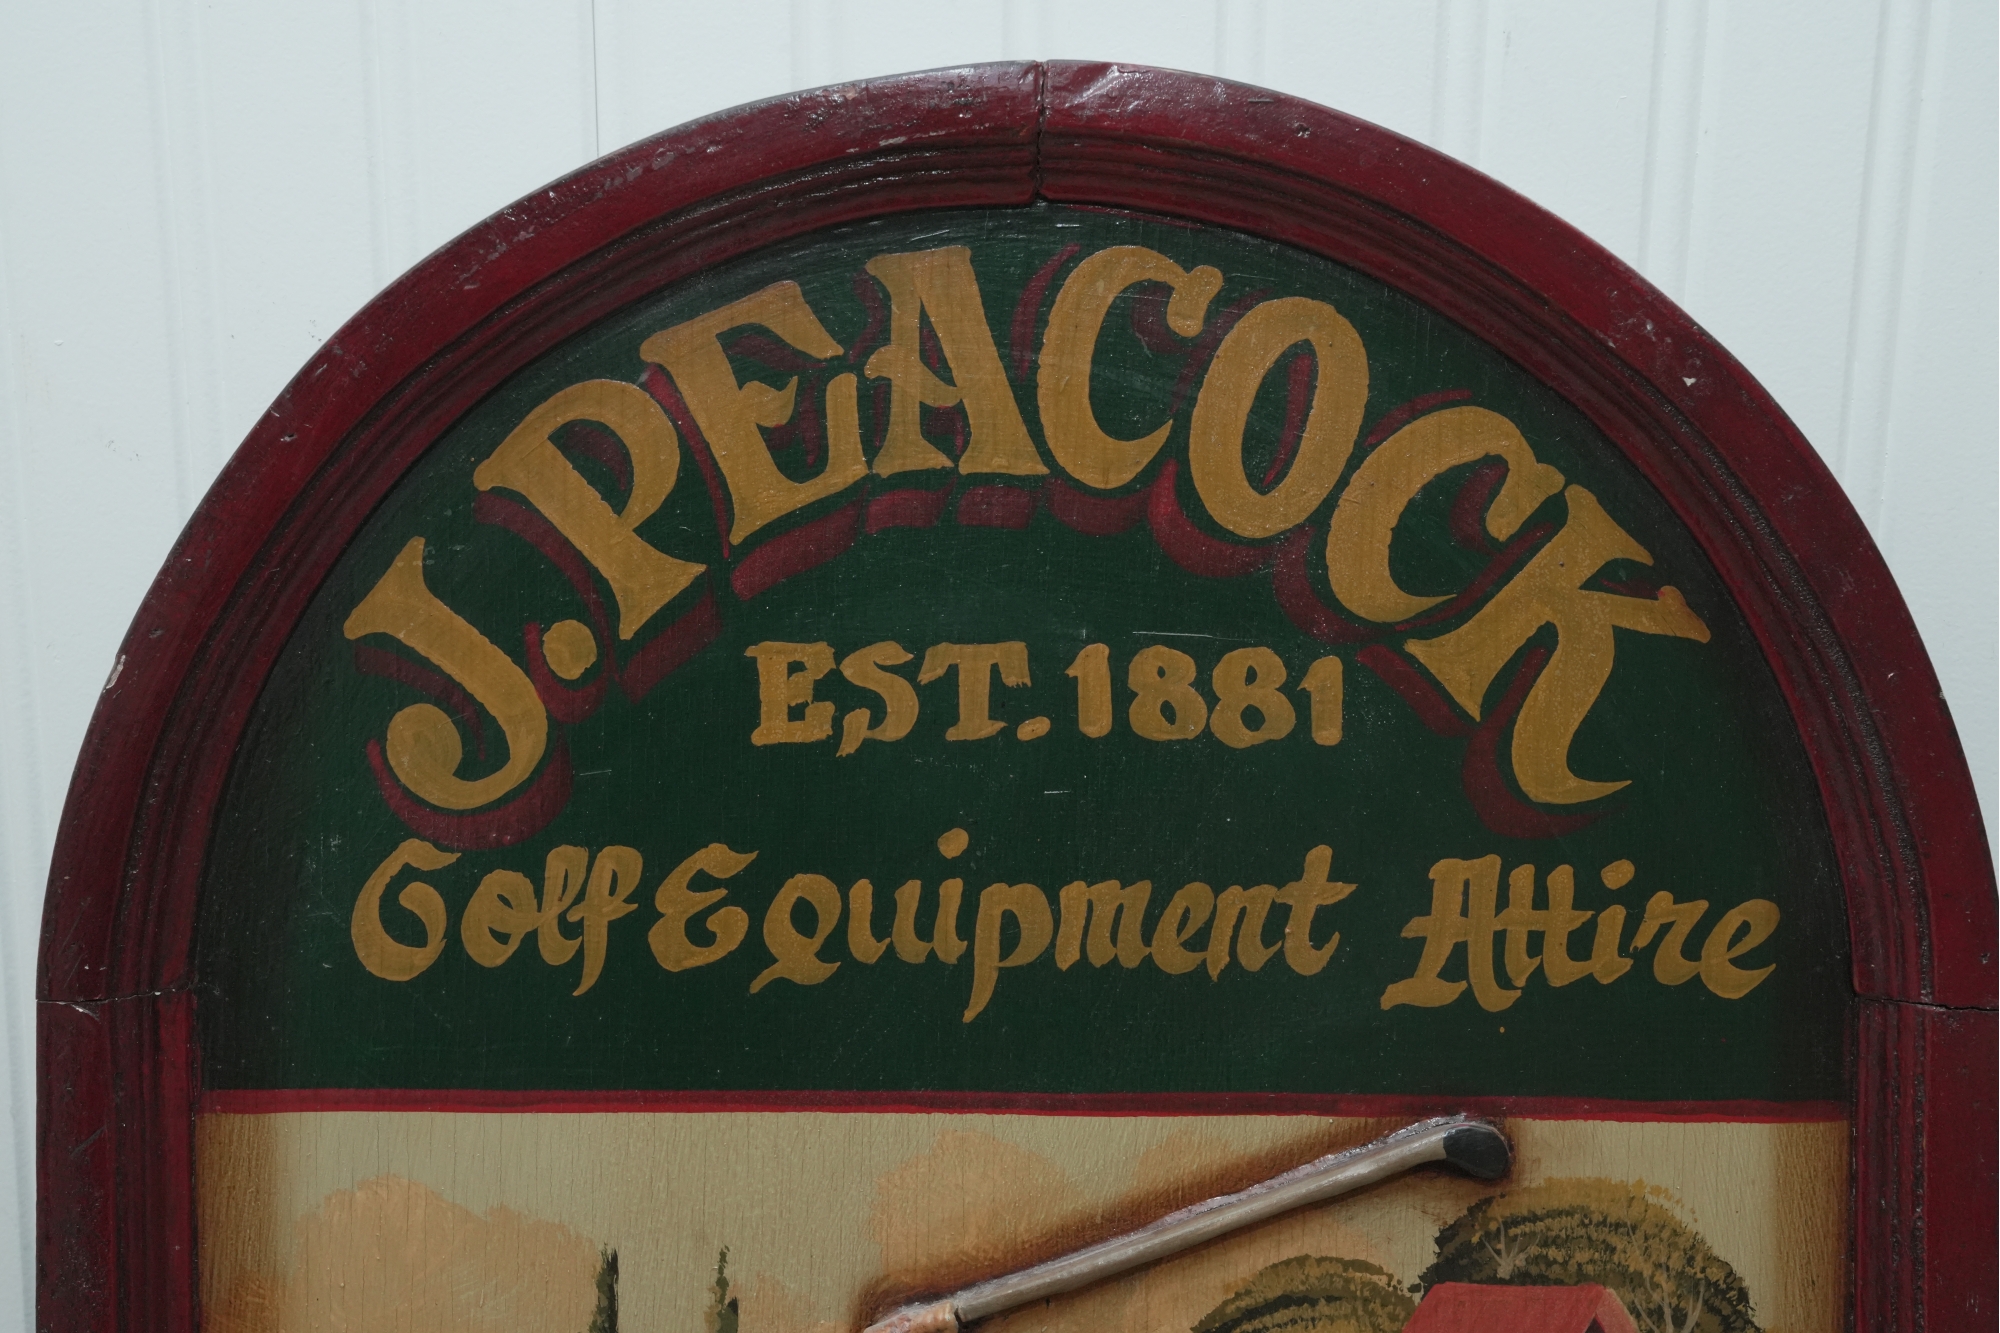 J. PEACOCK
EST. 1881
Golf Equipment Attire